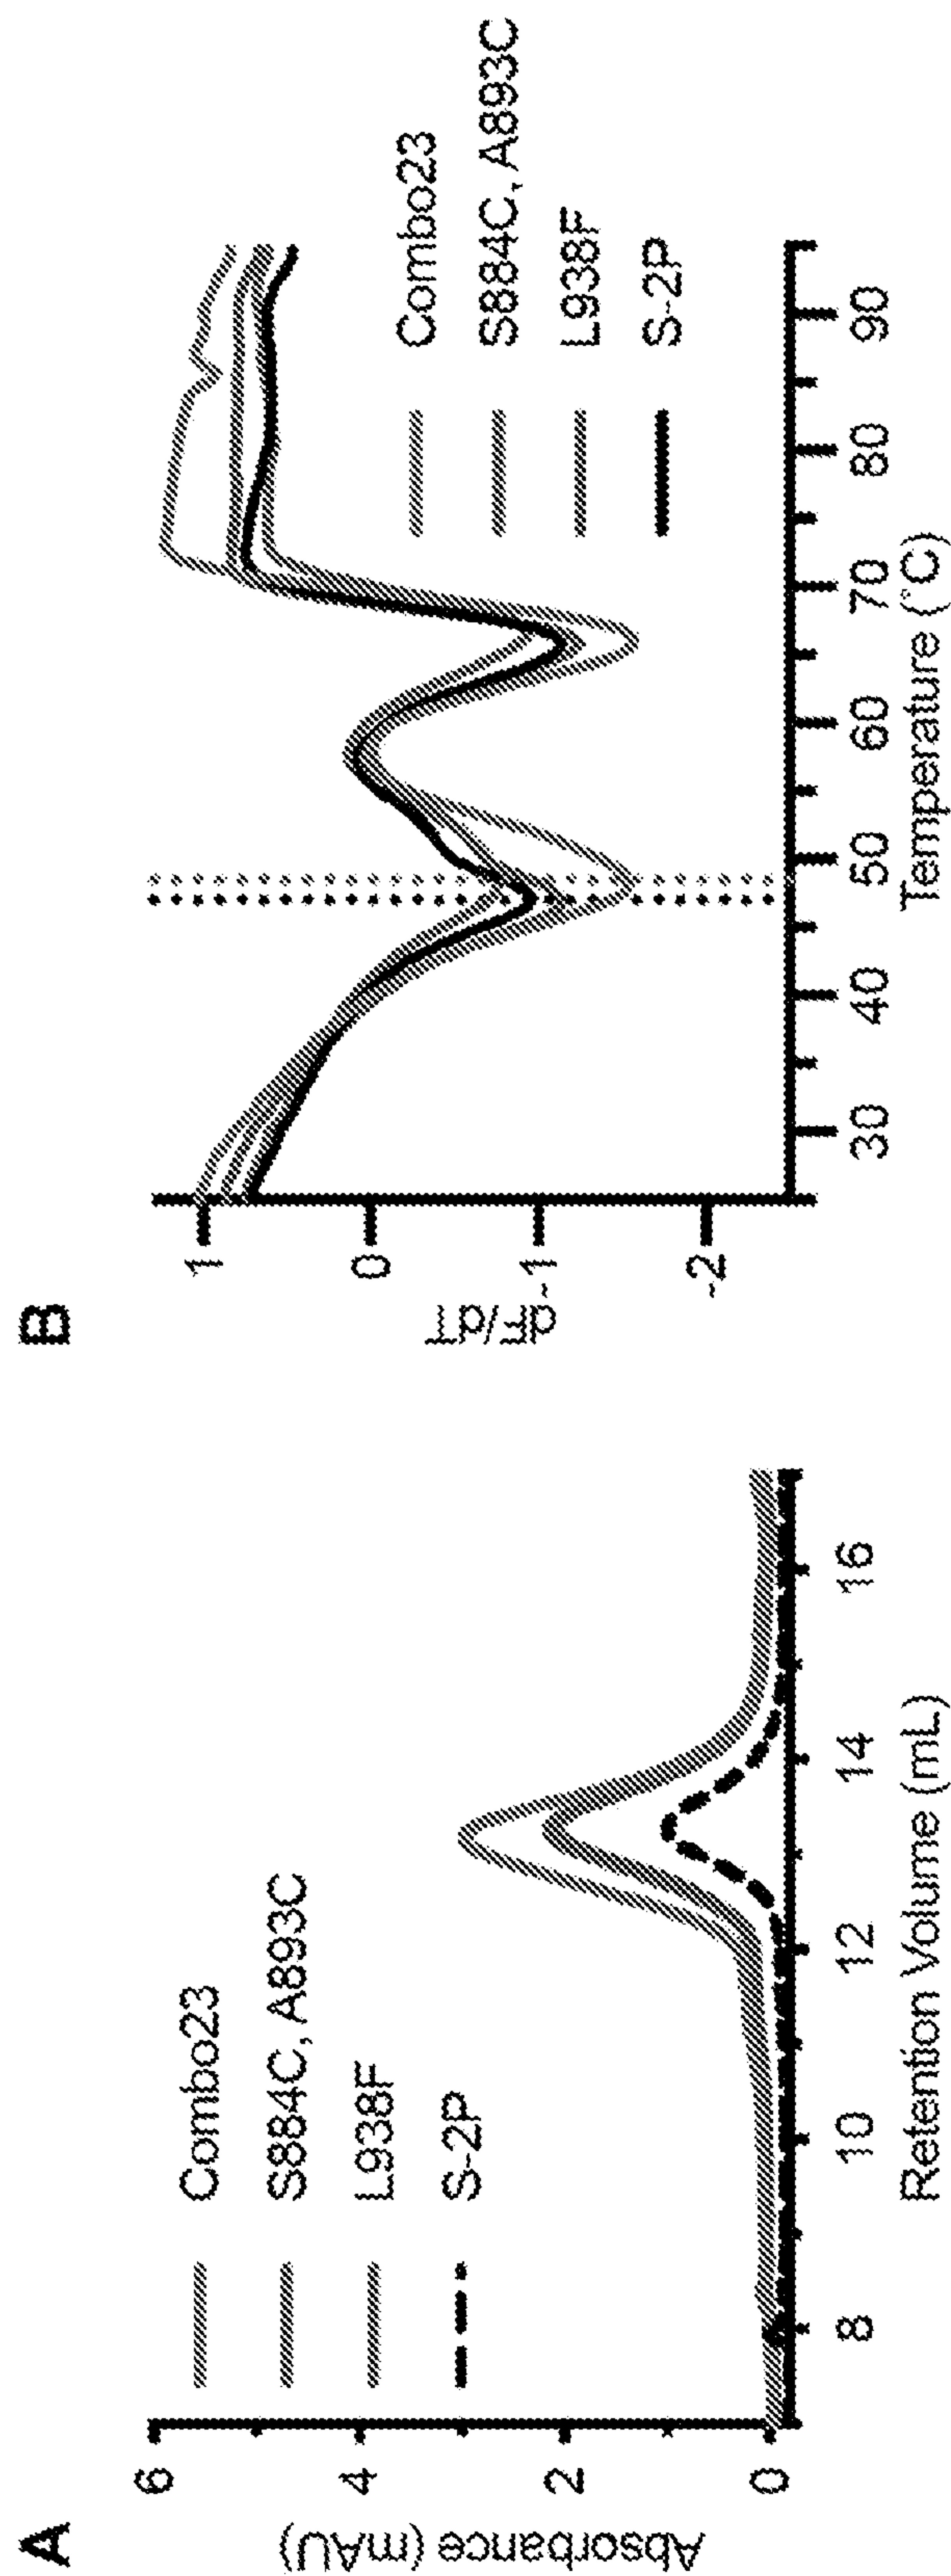 A
Absorbance (mAU)
6
4
2
0
Combo23
S884C, A893C
L938F
S-2P
8 10 12 14 16
Retention Volume (mL)
B
dF/dT
1
0
-1
-2
Combo23
S884C, A893C
L938F
S-2P
30 40 50 60 70 80 90
Temperature (°C)